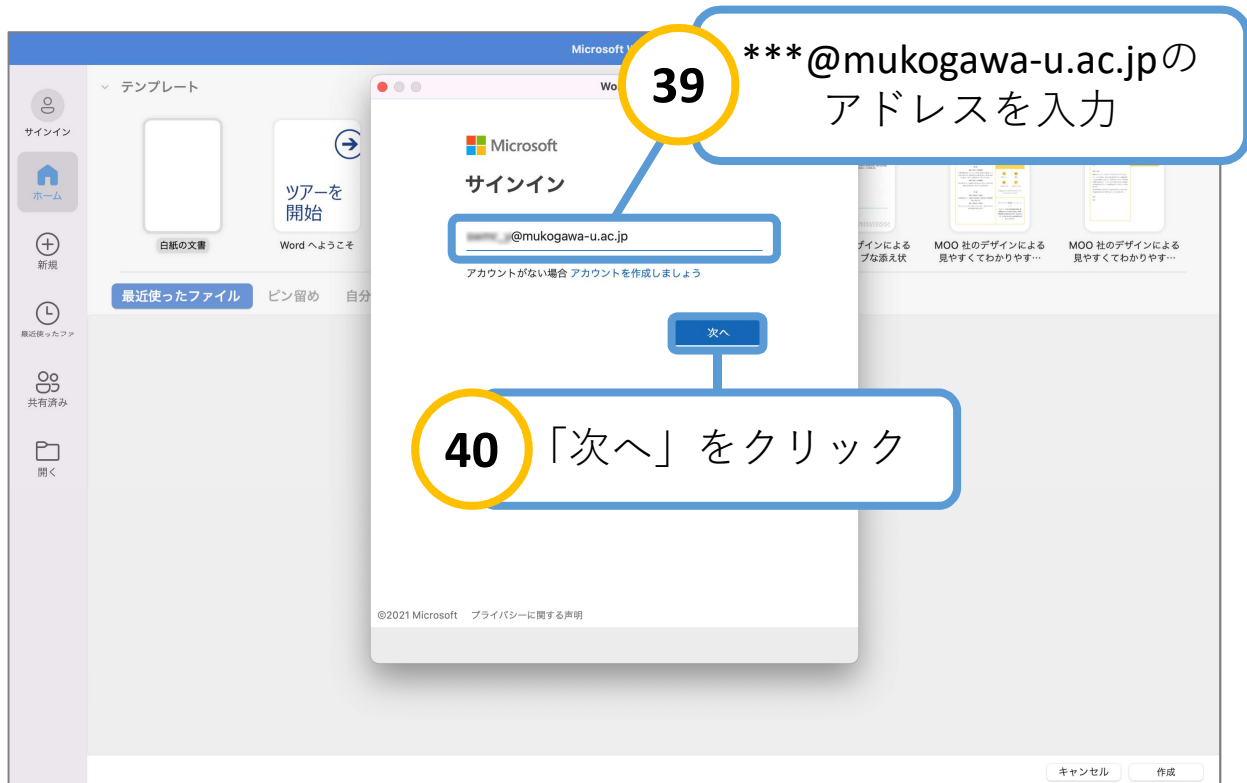 Microsoft
39
***@mukogawa-u.ac.jpの
アドレスを入力
サインイン
ホーム
新規
最近使ったファ
共有済み
開く
テンプレート
白紙の文書
ツアーを
開始
Word へようこそ
ブな添え状
MOO 社のデザインによる
見やすくてわかりやす…
MOO 社のデザインによる
見やすくてわかりやす…
最近使ったファイル
ピン留め
自分
Microsoft
サインイン
@mukogawa-u.ac.jp
アカウントがない場合 アカウントを作成しましょう
次へ
40
「次へ」をクリック
©2021 Microsoft プライバシーに関する声明
キャンセル
作成